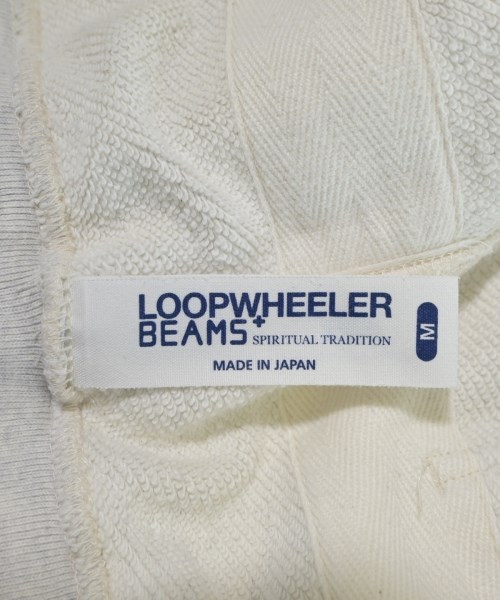 LOOPWHEELER
BEAMS+ SPIRITUAL TRADITION
MADE IN JAPAN
M